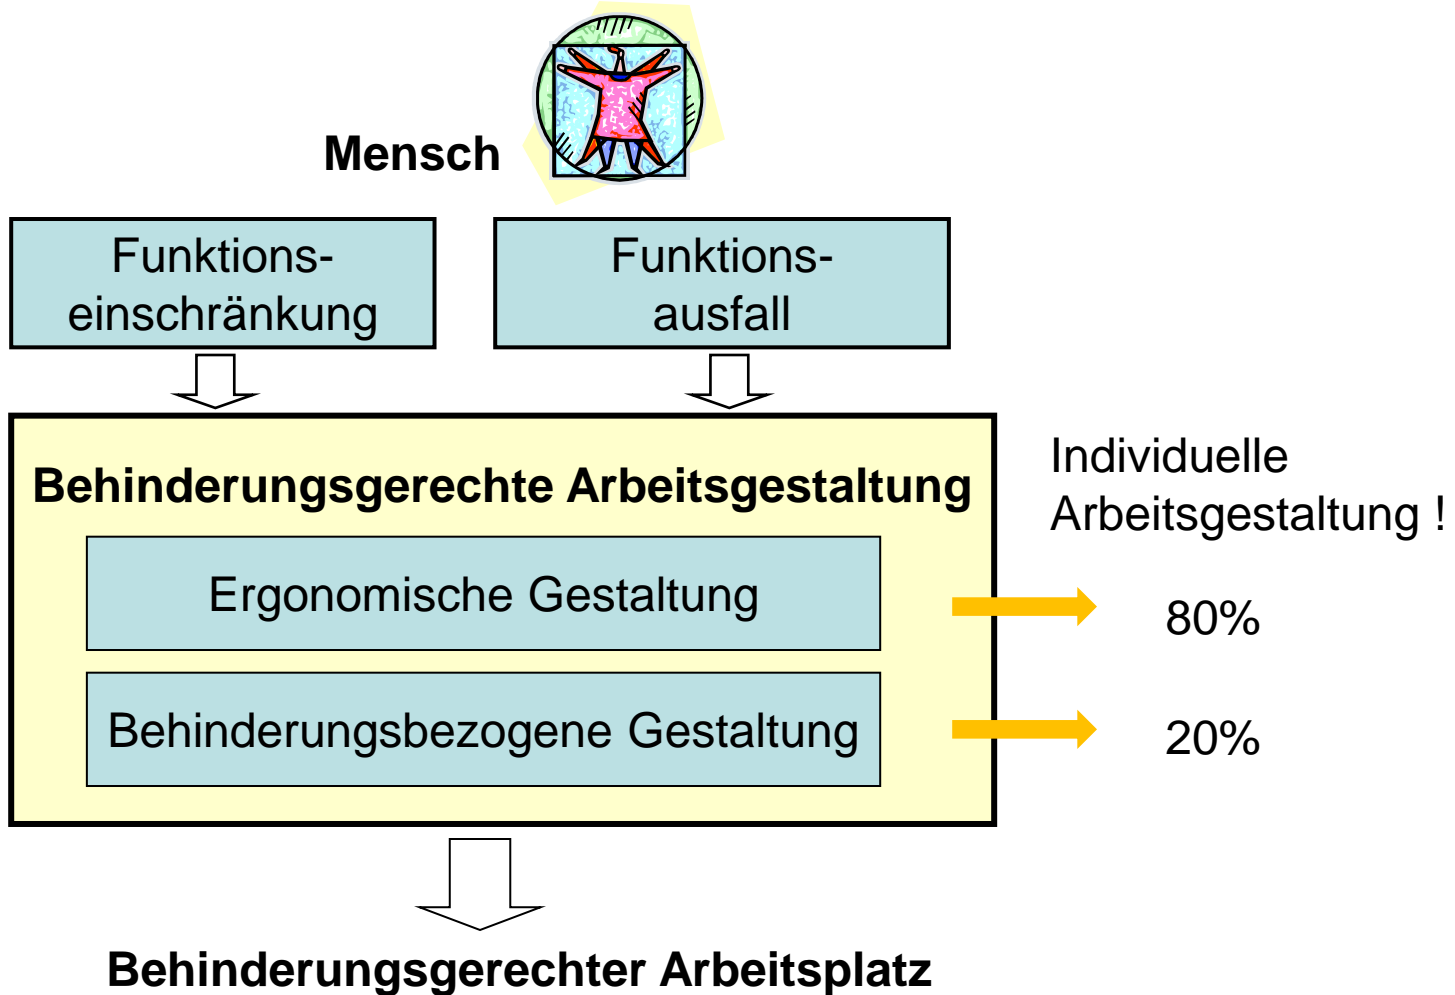 Mensch
Funktions-
einschränkung
Funktions-
ausfall
Behinderungsgerechte Arbeitsgestaltung
Individuelle
Arbeitsgestaltung !
Ergonomische Gestaltung
80%
Behinderungsbezogene Gestaltung
20%
Behinderungsgerechter Arbeitsplatz